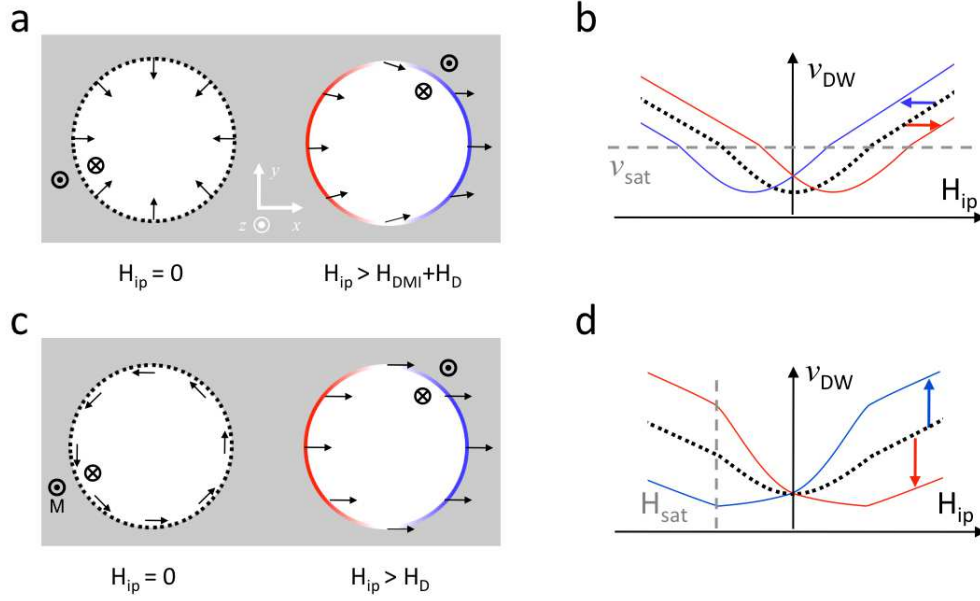 a
y
z
x
H_ip = 0
H_ip > H_DMI+H_D
b
v_DW
v_sat
H_ip
c
M
H_ip = 0
H_ip > H_D
d
v_DW
H_sat
H_ip